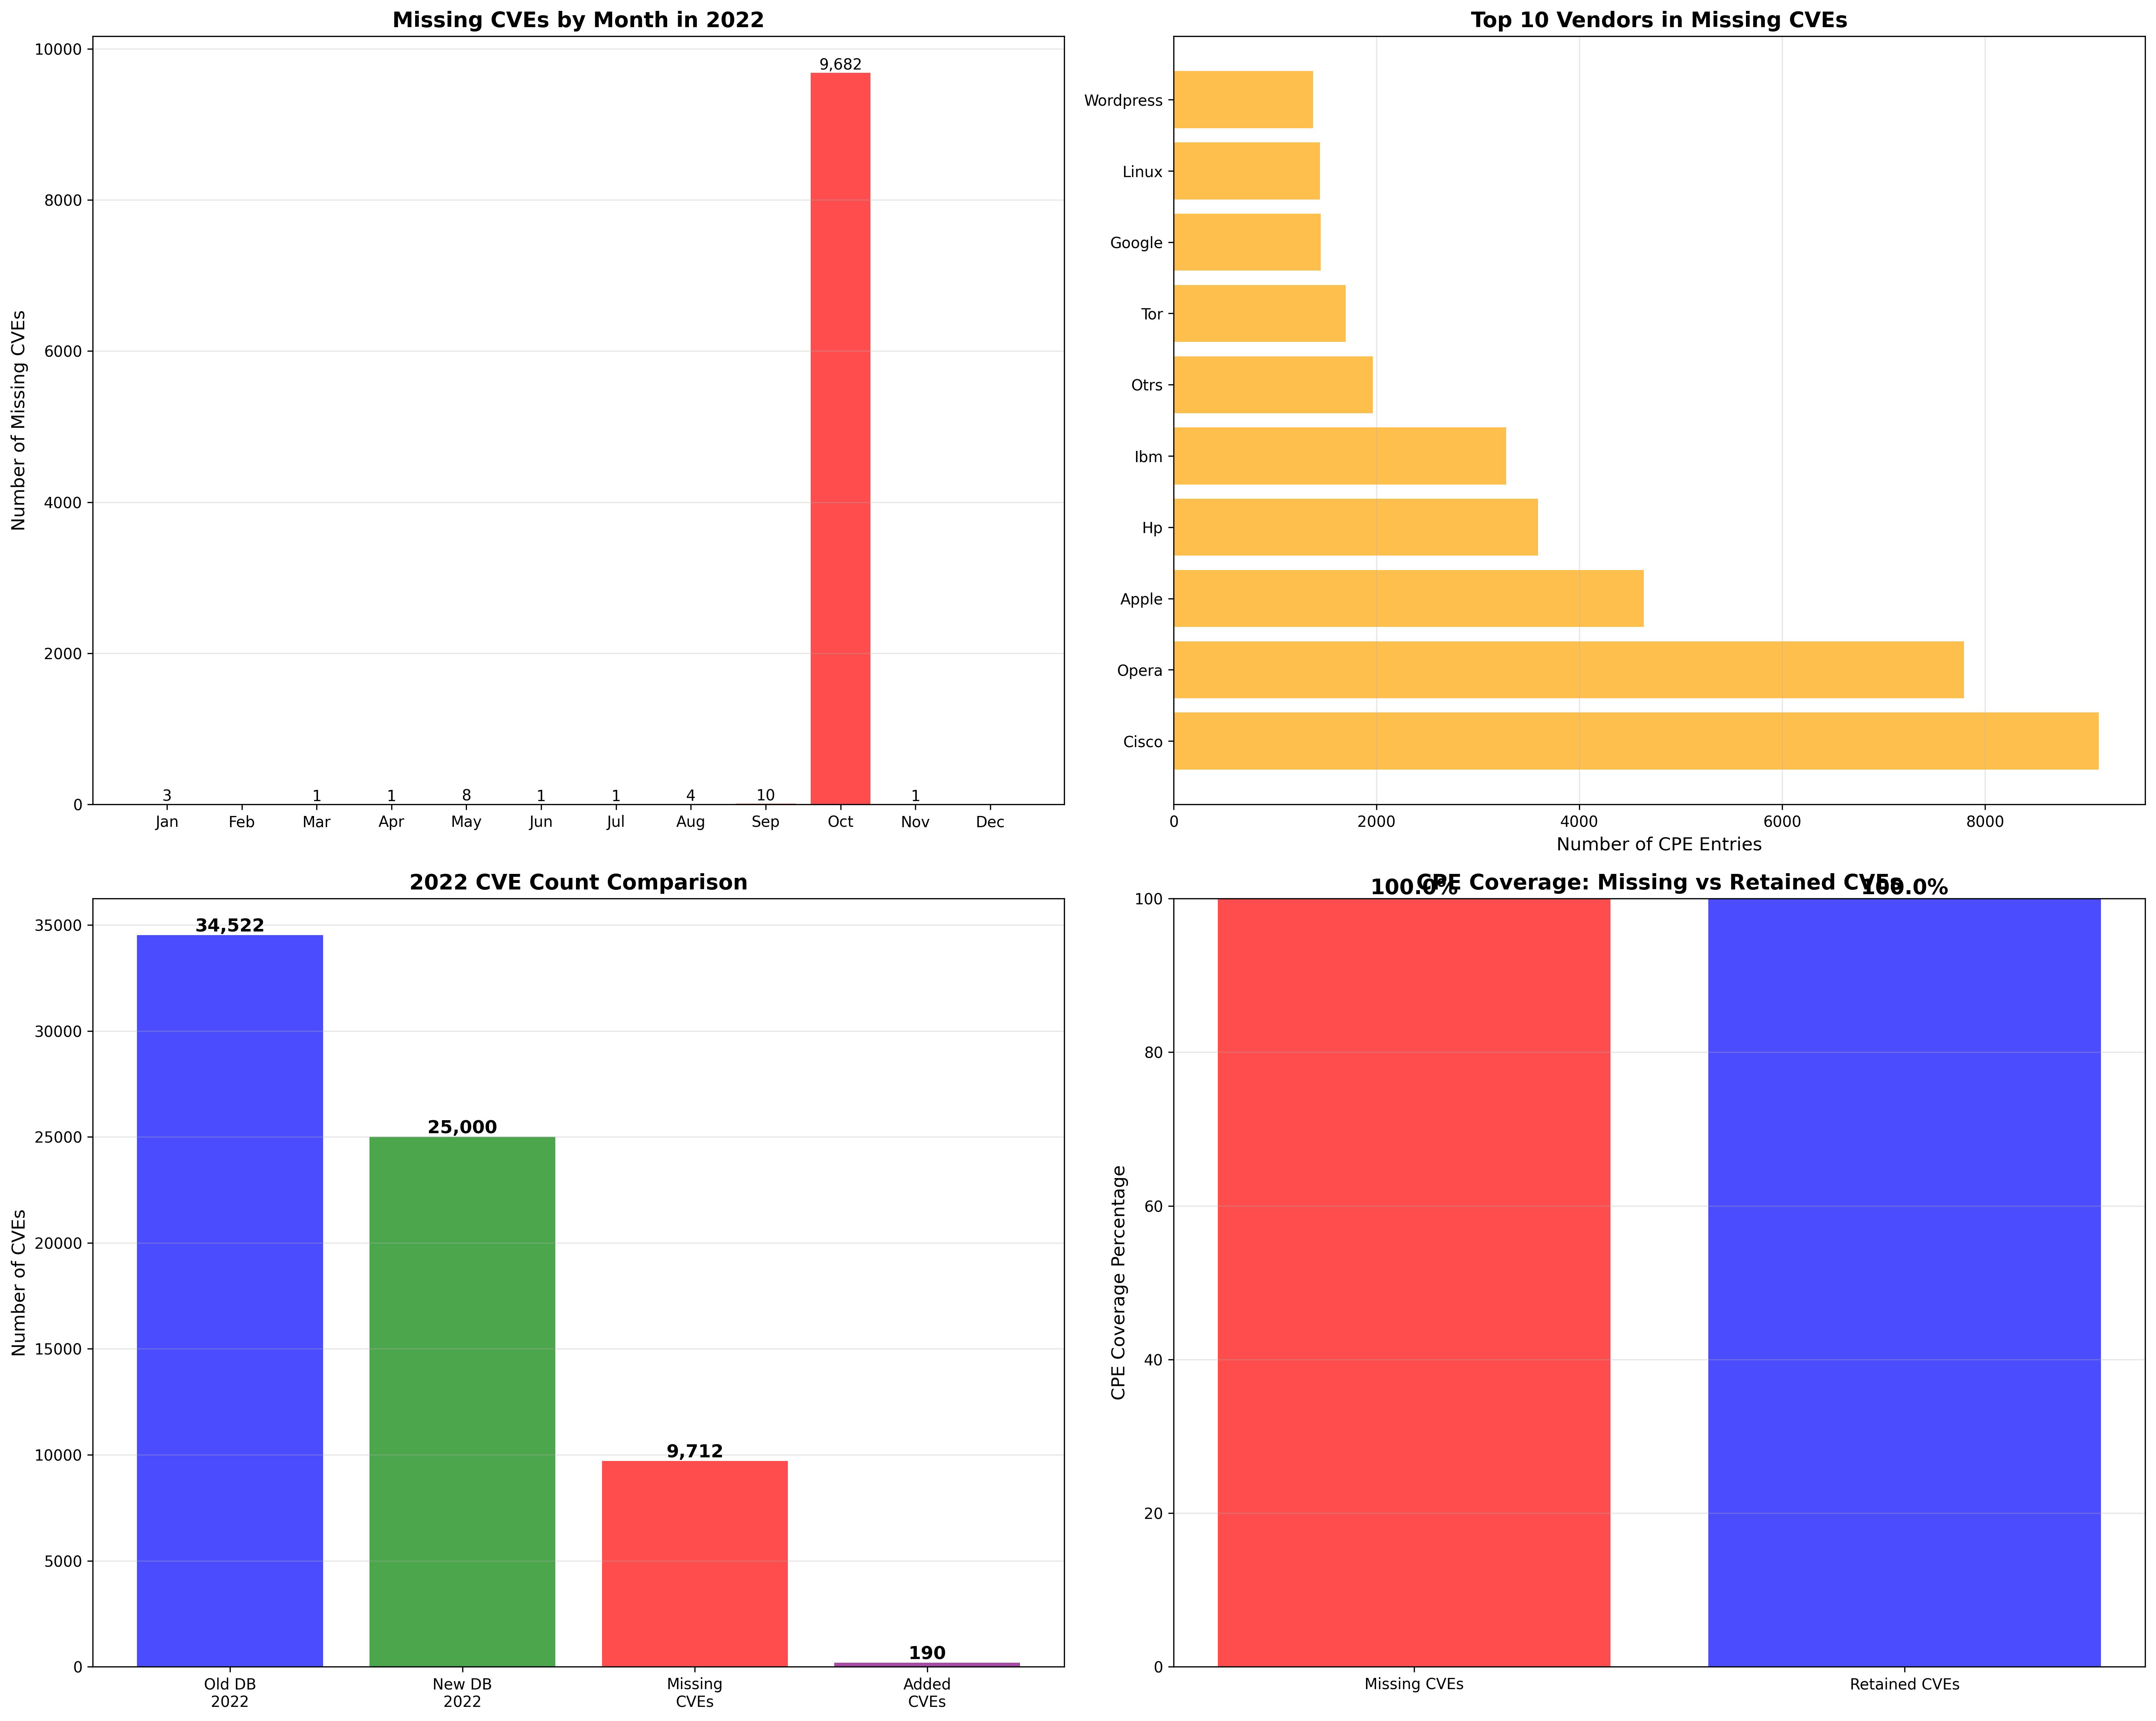 Missing CVEs by Month in 2022
Number of Missing CVEs
10000
8000
6000
4000
2000
0
9,682
3
1
1
8
1
1
4
10
1
Jan
Feb
Mar
Apr
May
Jun
Jul
Aug
Sep
Oct
Nov
Dec
Top 10 Vendors in Missing CVEs
Wordpress
Linux
Google
Tor
Otrs
Ibm
Hp
Apple
Opera
Cisco
0
2000
4000
6000
8000
Number of CPE Entries
2022 CVE Count Comparison
Number of CVEs
35000
30000
25000
20000
15000
10000
5000
0
34,522
25,000
9,712
190
Old DB
2022
New DB
2022
Missing
CVEs
Added
CVEs
CPE Coverage: Missing vs Retained CVEs
100.0%
100.0%
CPE Coverage Percentage
100
80
60
40
20
0
Missing CVEs
Retained CVEs